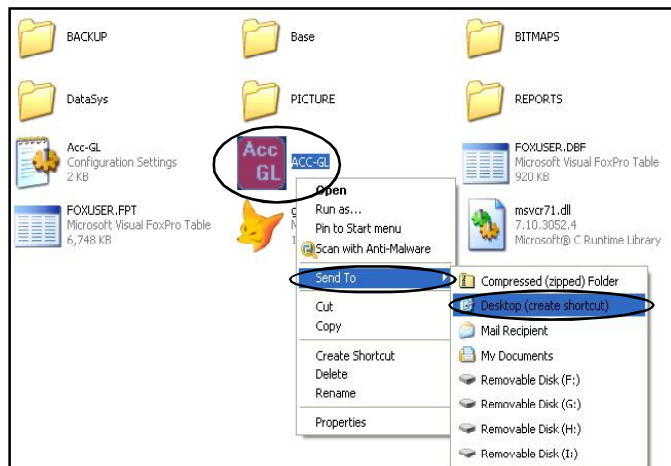 BACKUP
Base
BITMAPS
DataSys
PICTURE
REPORTS
Acc-GL
Configuration Settings
2 KB
Acc
GL
ACC-GL
FOXUSER.DBF
Microsoft Visual FoxPro Table
920 KB
FOXUSER.FPT
Microsoft Visual FoxPro Table
6,748 KB
msvcr71.dll
7.10.3052.4
Microsoft® C Runtime Library
Open
Run as...
Pin to Start menu
Scan with Anti-Malware
Send To
Cut
Copy
Create Shortcut
Delete
Rename
Properties
Compressed (zipped) Folder
Desktop (create shortcut)
Mail Recipient
My Documents
Removable Disk (F:)
Removable Disk (G:)
Removable Disk (H:)
Removable Disk (I:)